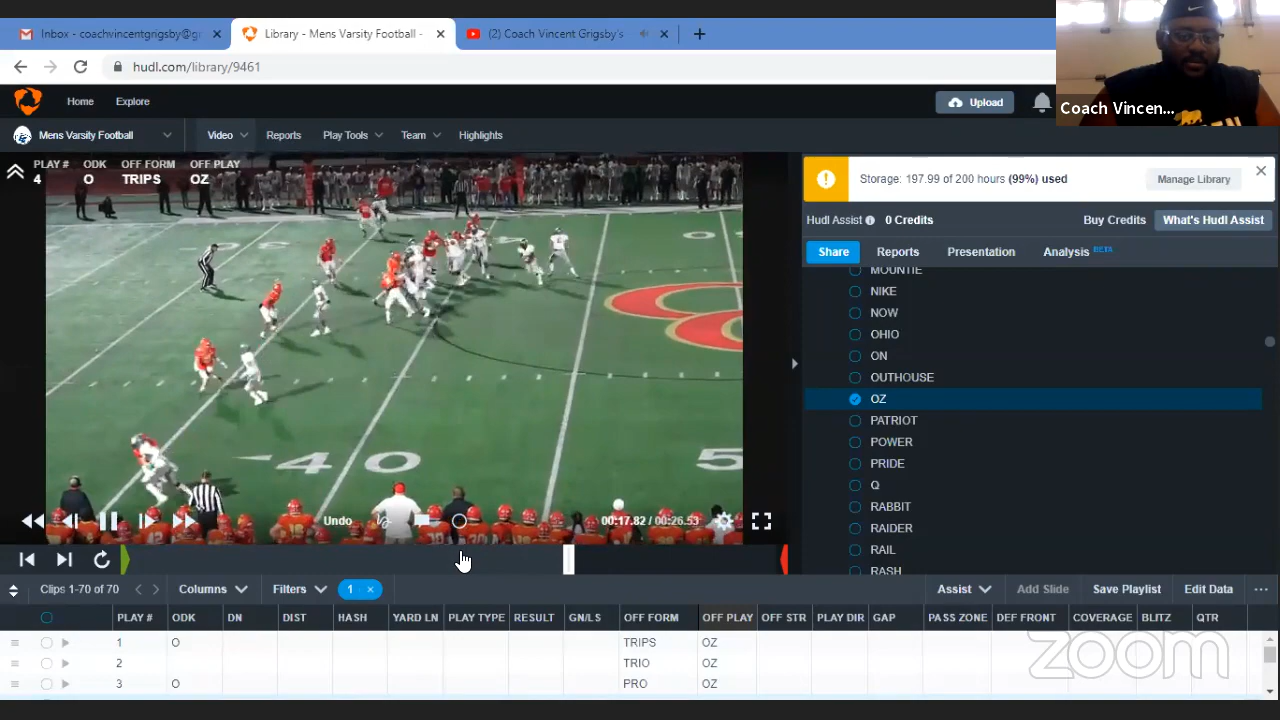 Inbox - coachvincentgrigsby@g
Library - Mens Varsity Football -
(2) Coach Vincent Grigsby's
hudl.com/library/9461
Coach Vincen...
Home
Explore
Upload
Mens Varsity Football
Video
Reports
Play Tools
Team
Highlights
PLAY # ODK OFF FORM OFF PLAY
4 O TRIPS OZ
Storage: 197.99 of 200 hours (99%) used
Manage Library
Hudl Assist 0 Credits
Buy Credits
What's Hudl Assist
Share
Reports
Presentation
Analysis BETA
MOUNTIE
NIKE
NOW
OHIO
ON
OUTHOUSE
OZ
PATRIOT
POWER
PRIDE
Q
RABBIT
RAIDER
RAIL
RASH
40
5
Undo
00:17.82 / 00:26.53
Clips 1-70 of 70
Columns
Filters
1 ×
Assist
Add Slide
Save Playlist
Edit Data
PLAY # ODK DN DIST HASH YARD LN PLAY TYPE RESULT GN/LS OFF FORM OFF PLAY OFF STR PLAY DIR GAP PASS ZONE DEF FRONT COVERAGE BLITZ QTR
1 O TRIPS OZ
2 TRIO OZ
3 O PRO OZ
zoom